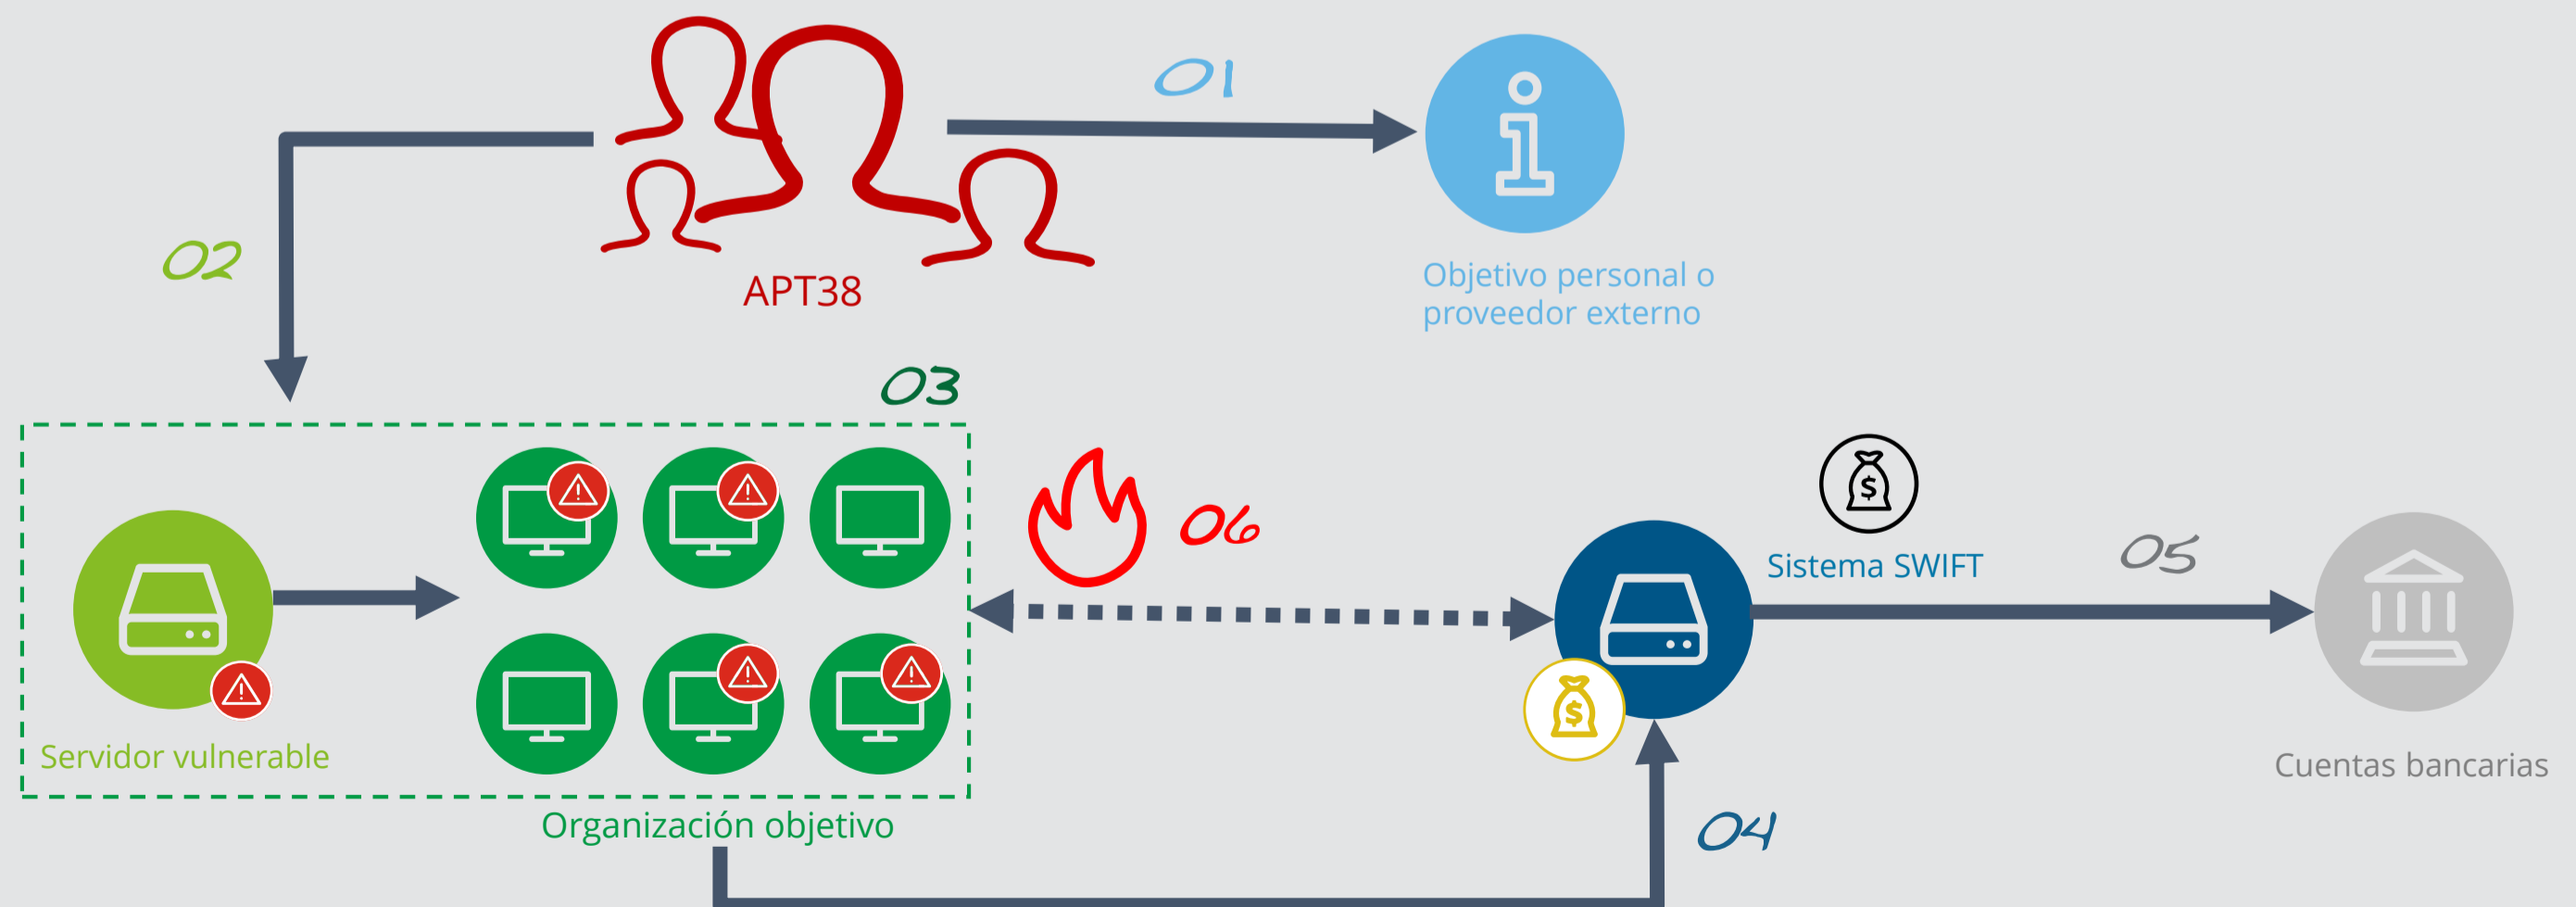 01
APT38
Objetivo personal o
proveedor externo
02
03
Servidor vulnerable
Organización objetivo
06
$
Sistema SWIFT
$
05
Cuentas bancarias
04